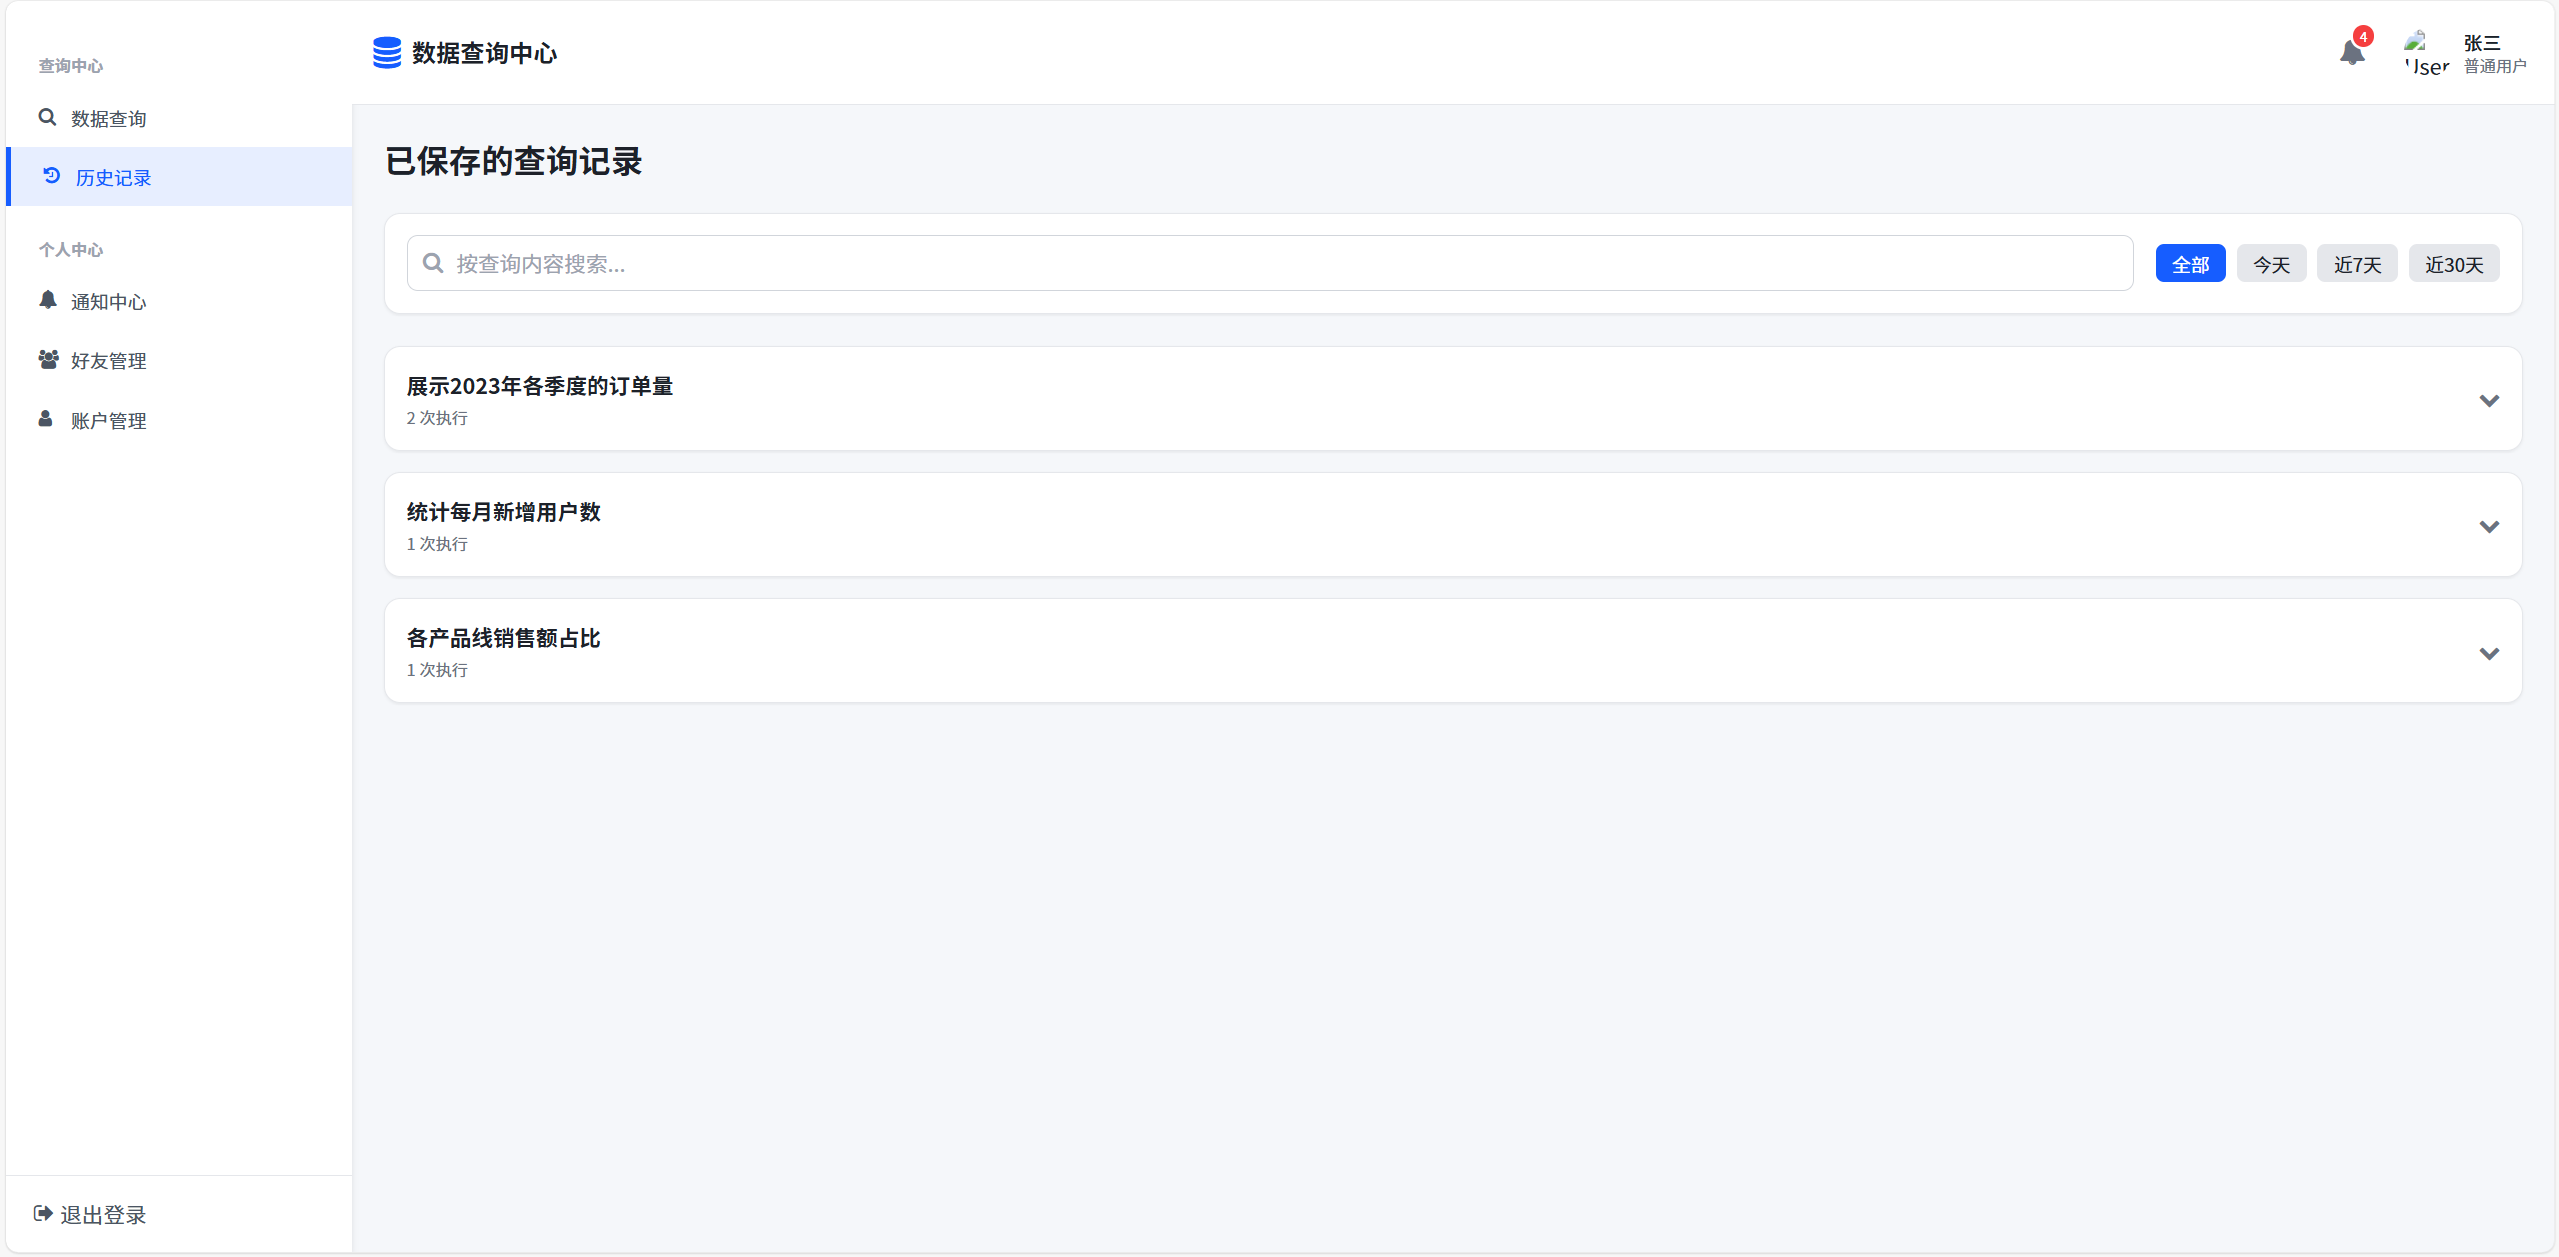 查询中心
数据查询
历史记录
个人中心
通知中心
好友管理
账户管理
退出登录
数据查询中心
4
User
张三
普通用户
已保存的查询记录
按查询内容搜索...
全部 今天 近7天 近30天
展示2023年各季度的订单量
2 次执行
统计每月新增用户数
1 次执行
各产品线销售额占比
1 次执行